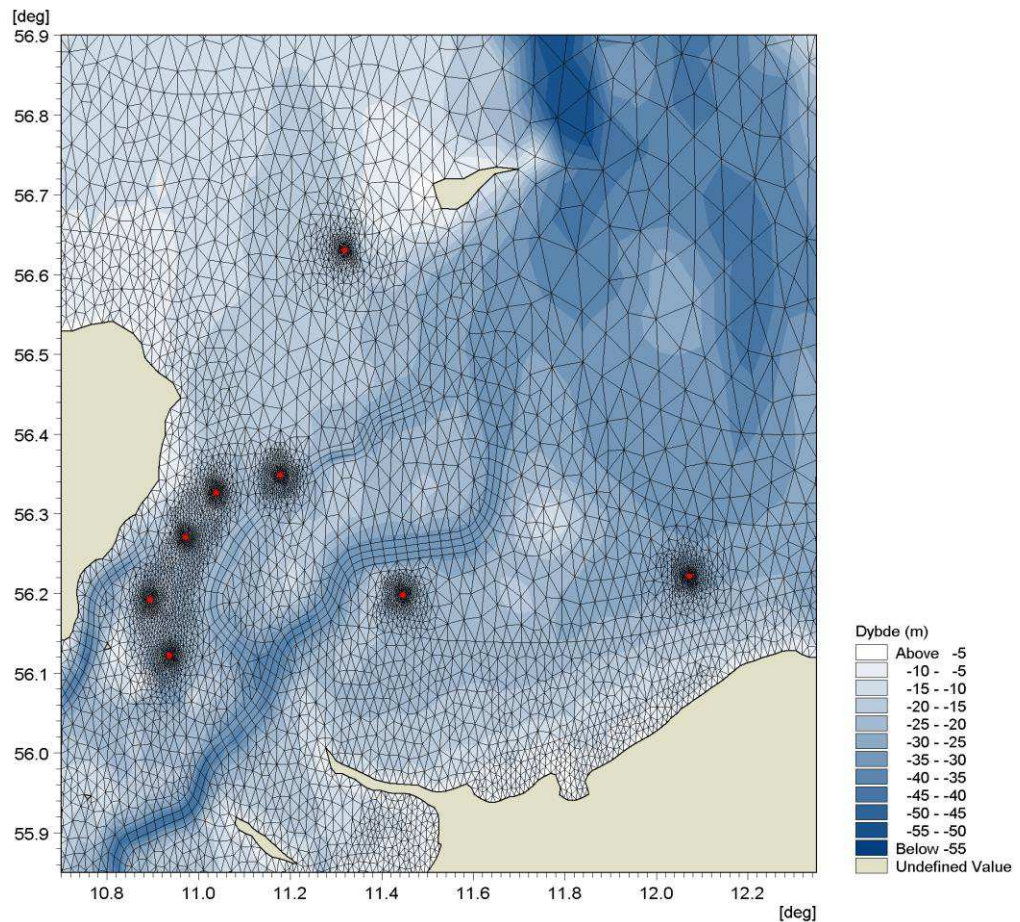 [deg]
56.9
56.8
56.7
56.6
56.5
56.4
56.3
56.2
56.1
56.0
55.9
10.8 11.0 11.2 11.4 11.6 11.8 12.0 12.2
[deg]
Dybde (m)
Above -5
-10 - -5
-15 - -10
-20 - -15
-25 - -20
-30 - -25
-35 - -30
-40 - -35
-45 - -40
-50 - -45
-55 - -50
Below -55
Undefined Value